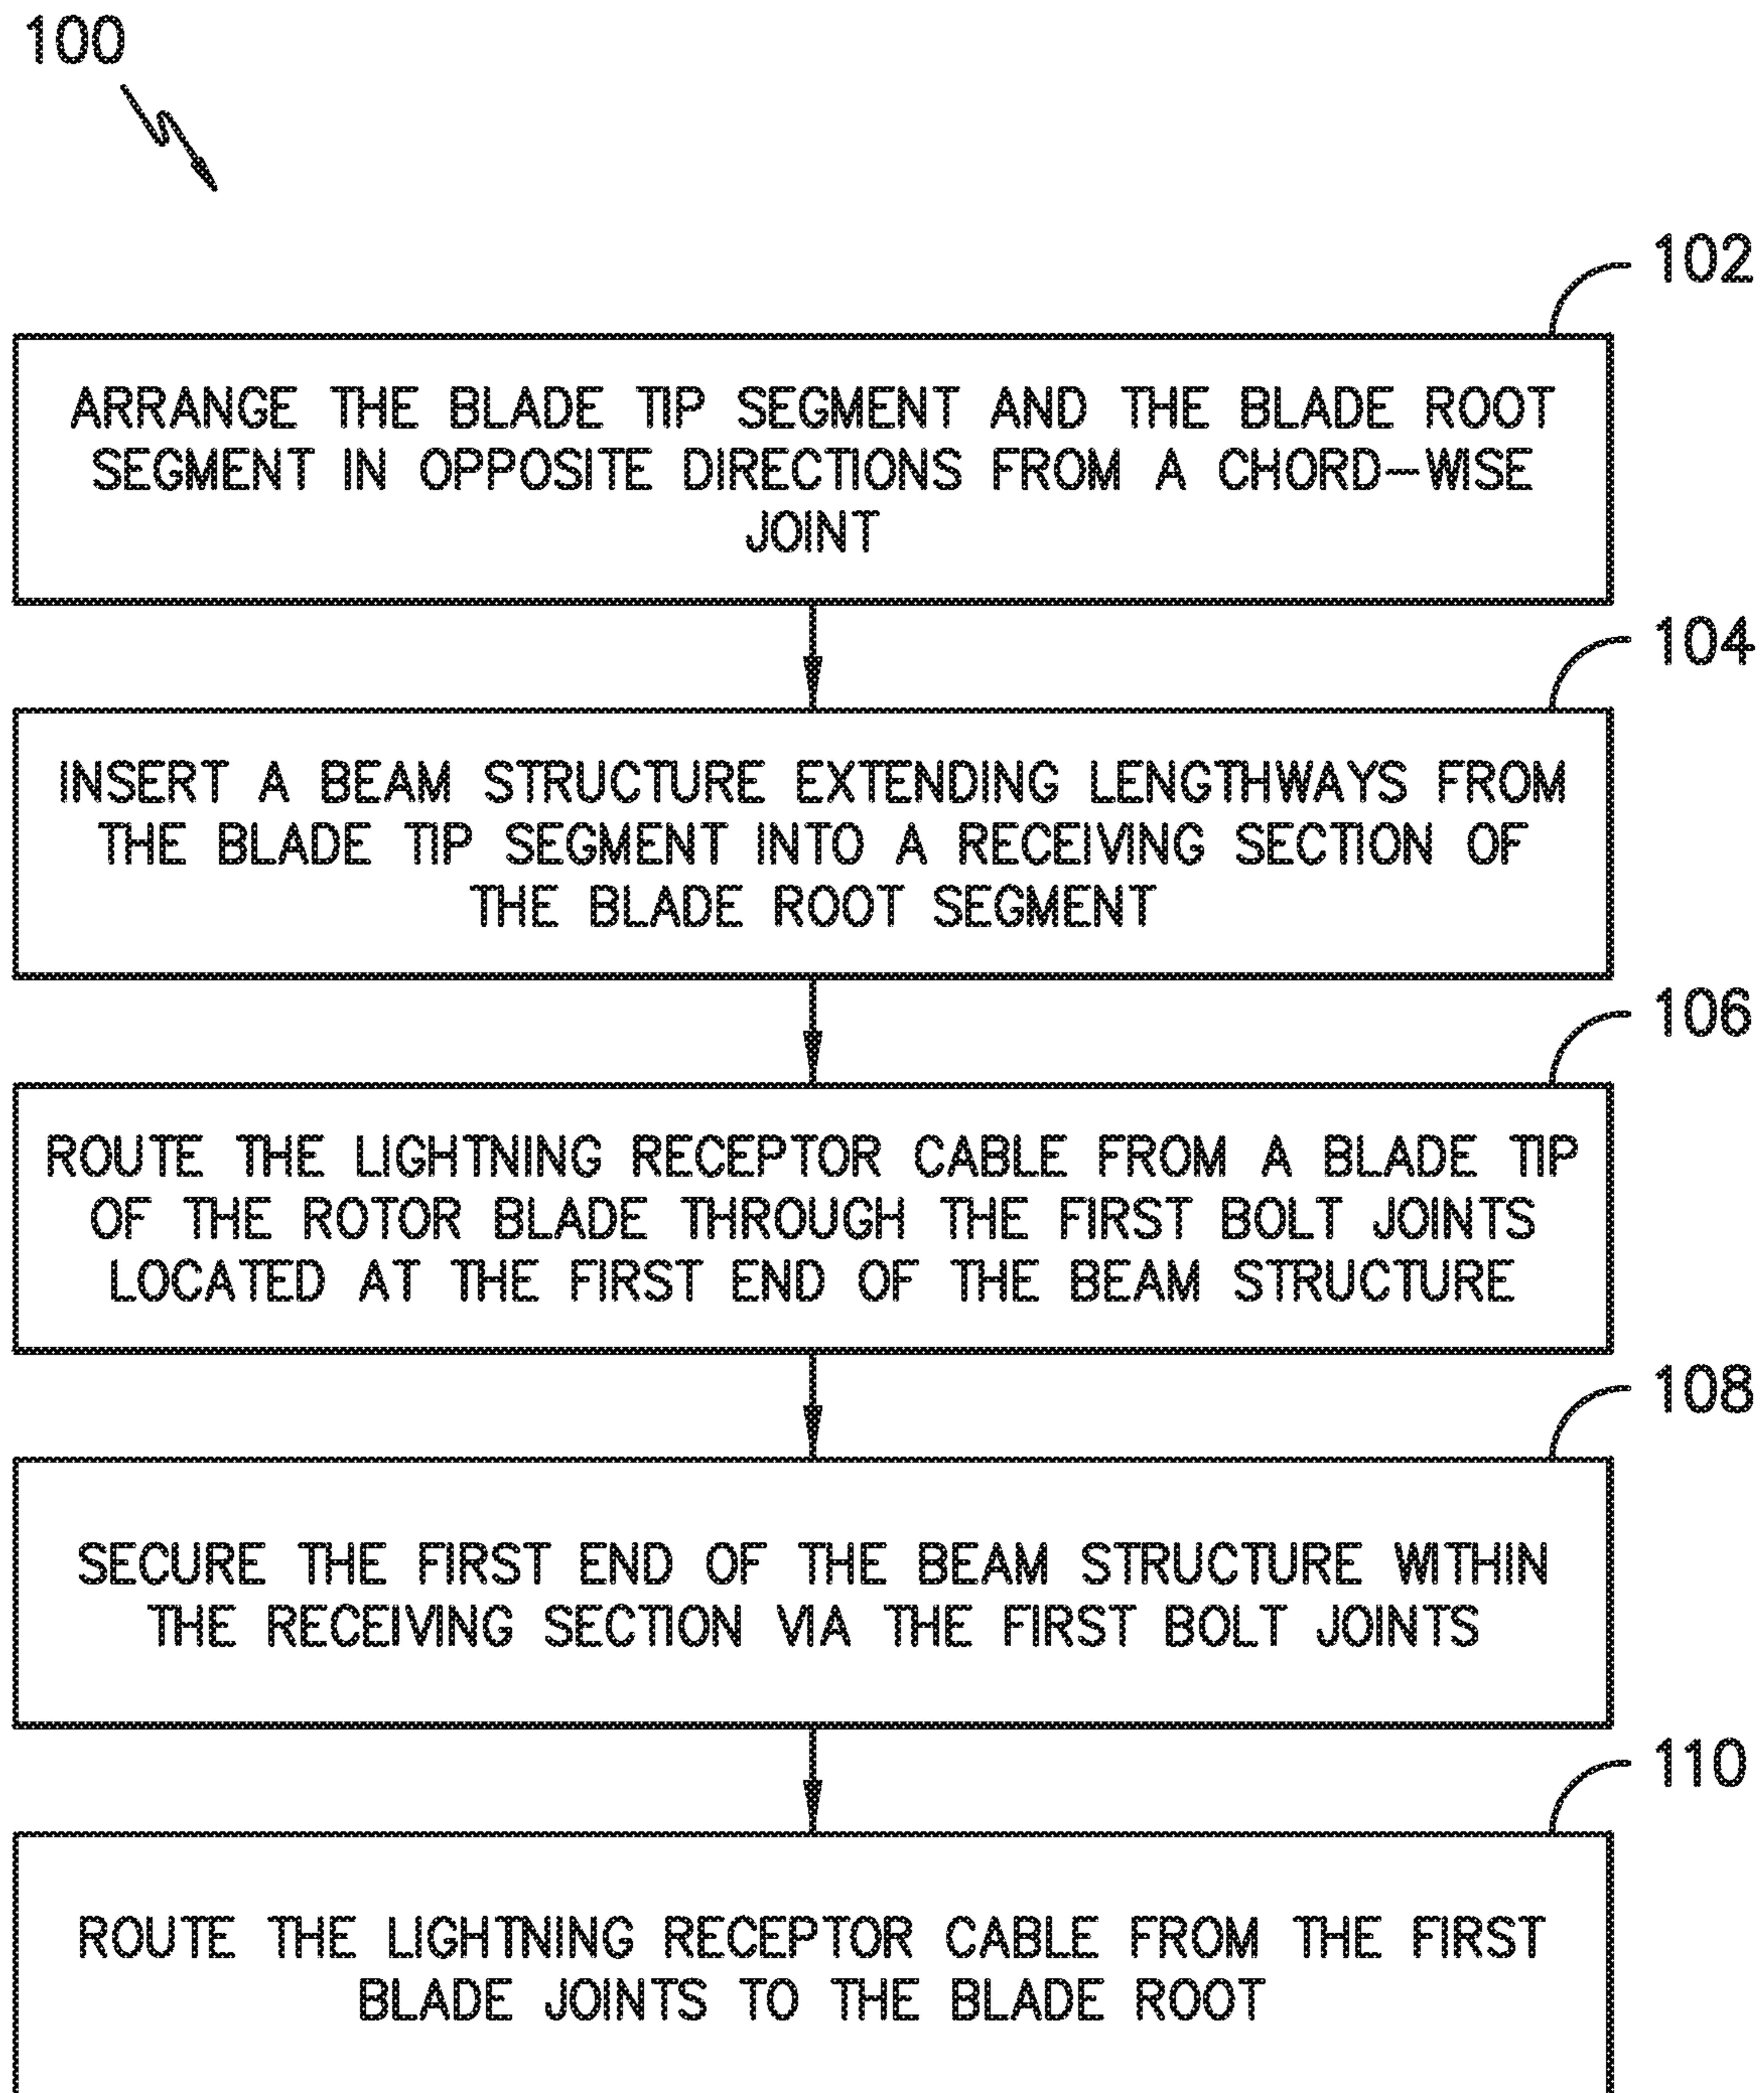 100
102
ARRANGE THE BLADE TIP SEGMENT AND THE BLADE ROOT
SEGMENT IN OPPOSITE DIRECTIONS FROM A CHORD-WISE
JOINT
104
INSERT A BEAM STRUCTURE EXTENDING LENGTHWAYS FROM
THE BLADE TIP SEGMENT INTO A RECEIVING SECTION OF
THE BLADE ROOT SEGMENT
106
ROUTE THE LIGHTNING RECEPTOR CABLE FROM A BLADE TIP
OF THE ROTOR BLADE THROUGH THE FIRST BOLT JOINTS
LOCATED AT THE FIRST END OF THE BEAM STRUCTURE
108
SECURE THE FIRST END OF THE BEAM STRUCTURE WITHIN
THE RECEIVING SECTION VIA THE FIRST BOLT JOINTS
110
ROUTE THE LIGHTNING RECEPTOR CABLE FROM THE FIRST
BLADE JOINTS TO THE BLADE ROOT